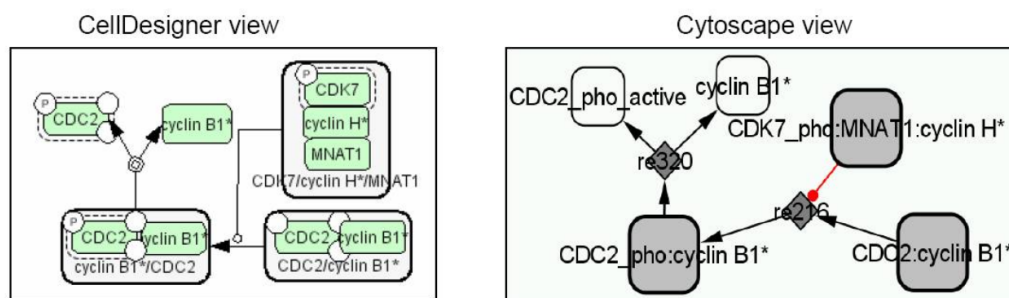 CellDesigner view
Cytoscape view
P
CDC2
cyclin B1*
P
CDK7
cyclin H*
MNAT1
CDK7/cyclin H*/MNAT1
P
CDC2
cyclin B1*
cyclin B1*/CDC2
CDC2
cyclin B1*
CDC2/cyclin B1*
CDC2_pho_active
cyclin B1*
CDK7_pho:MNAT1:cyclin H*
re320
re216
CDC2_pho:cyclin B1*
CDC2:cyclin B1*